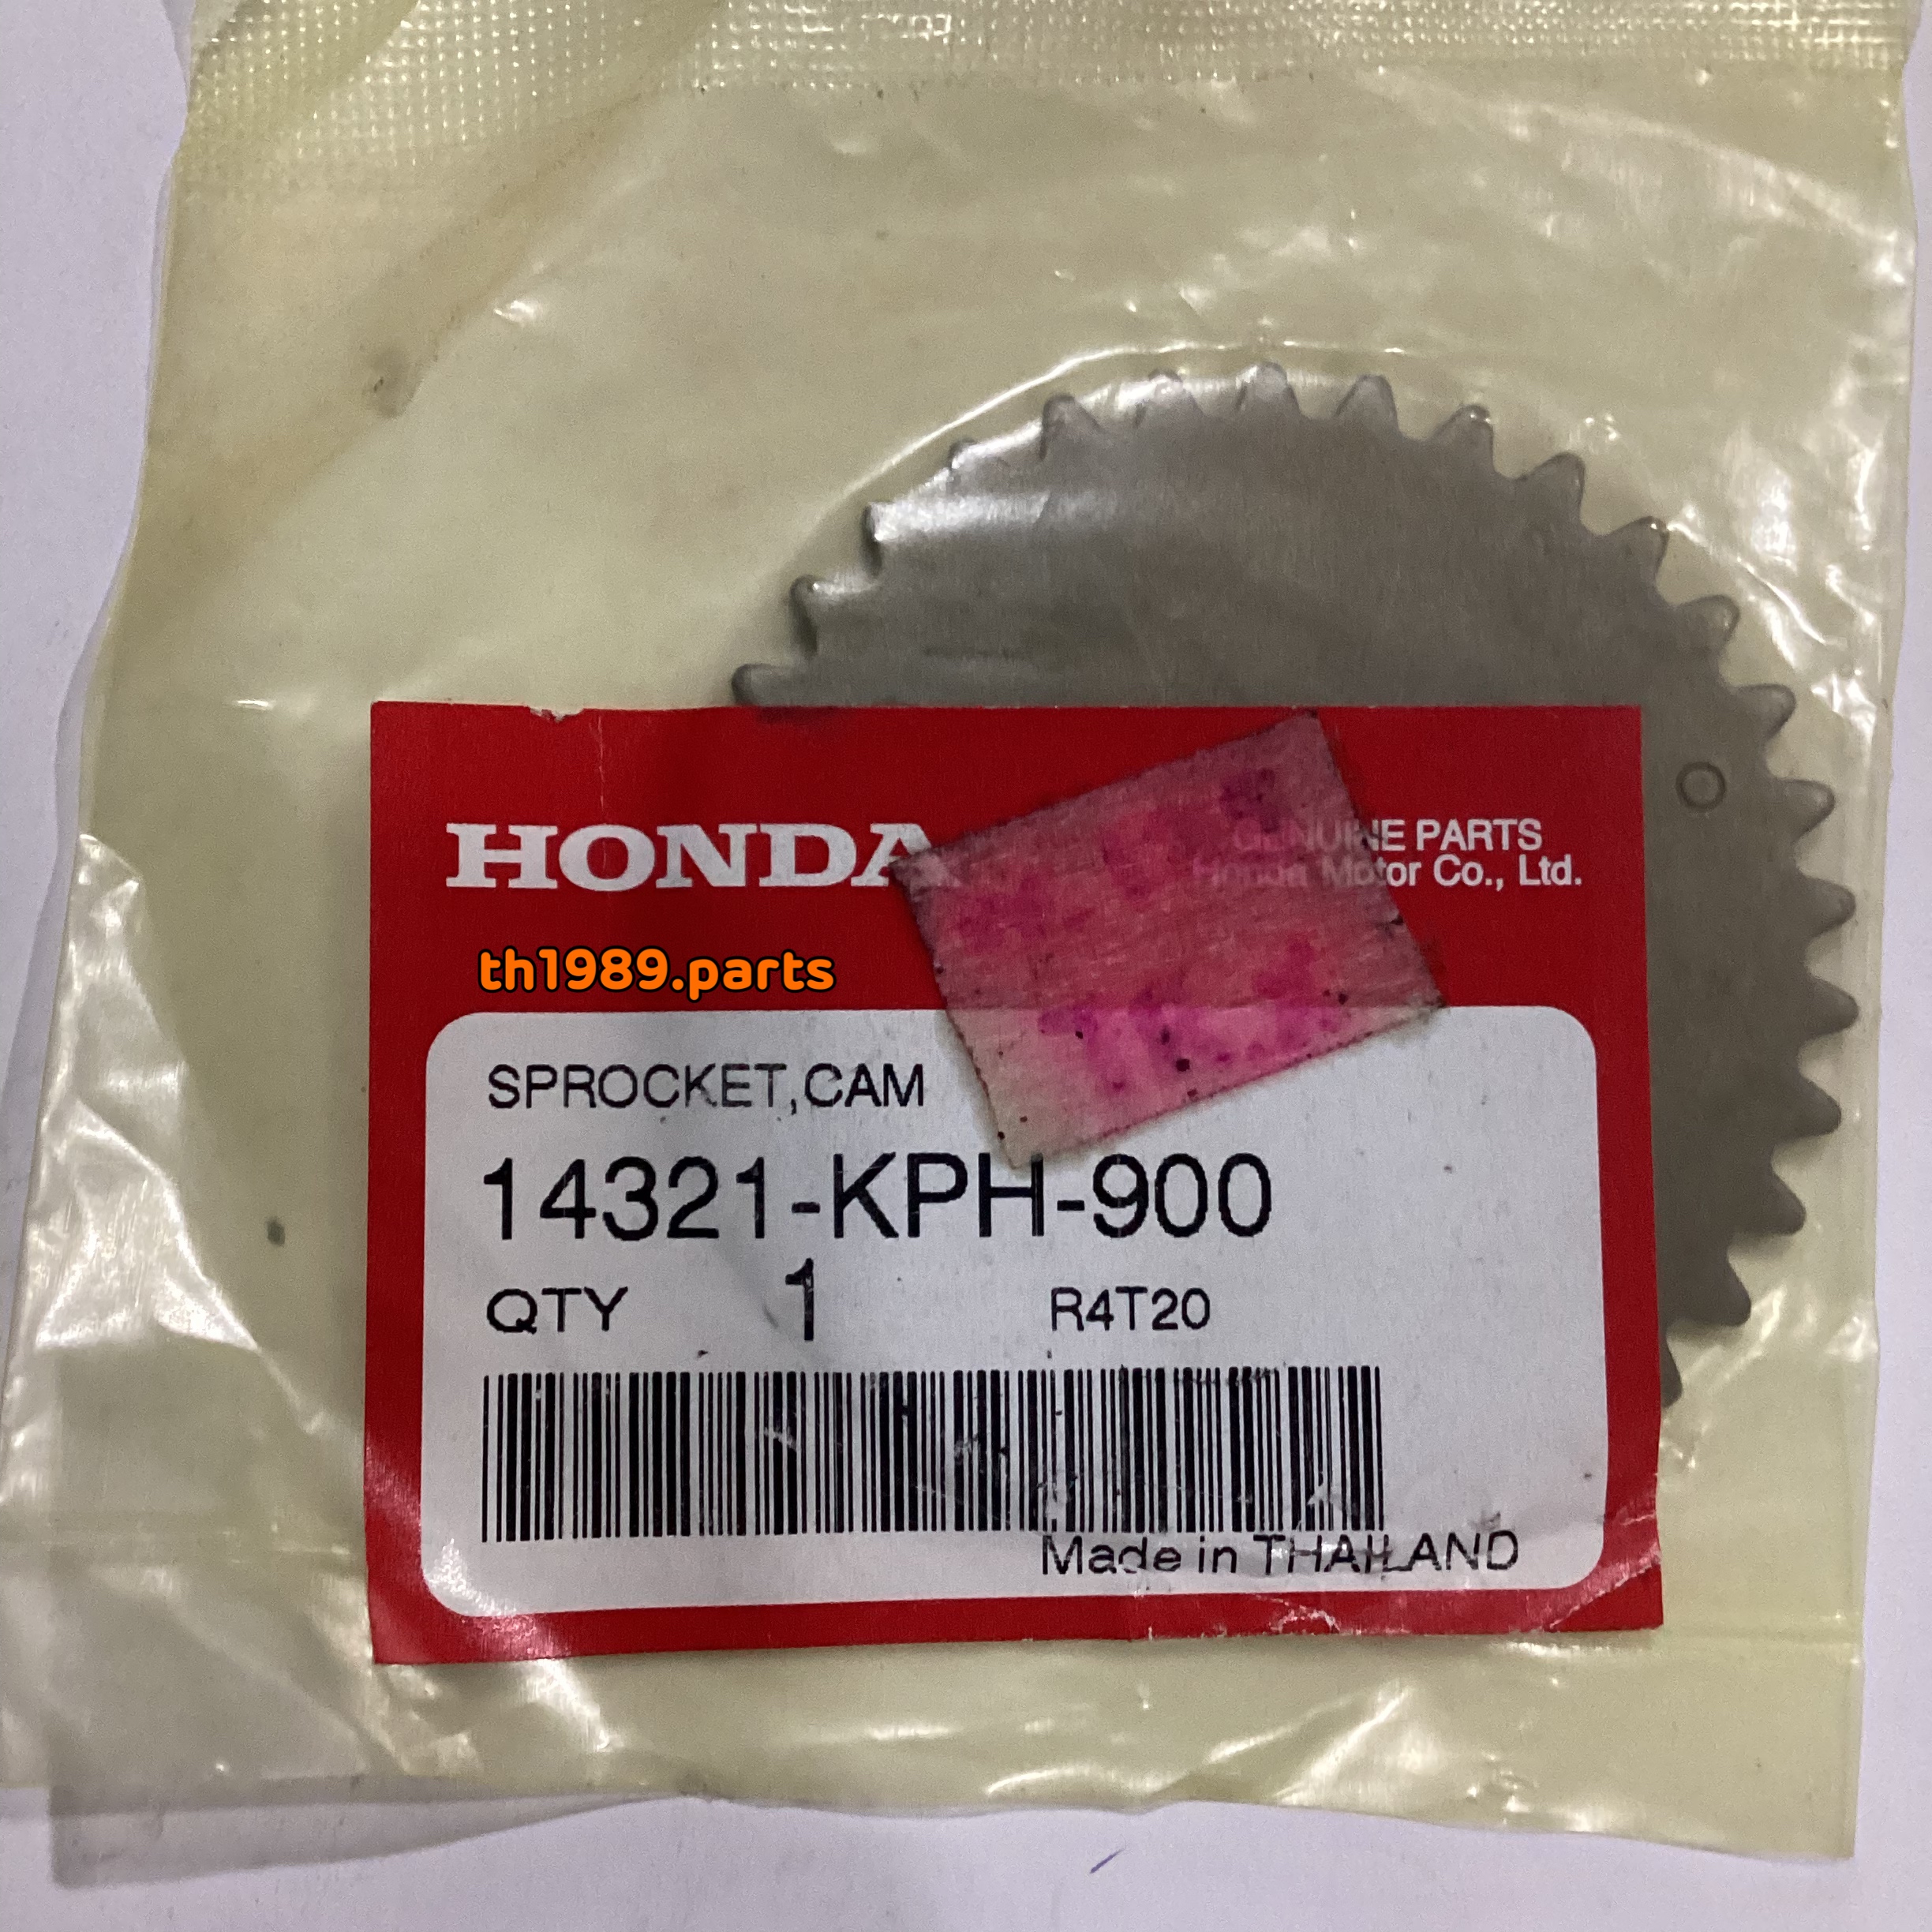 HONDA
GENUINE PARTS
Honda Motor Co., Ltd.
th1989.parts
SPROCKET,CAM
14321-KPH-900
QTY 1 R4T20
Made in THAILAND